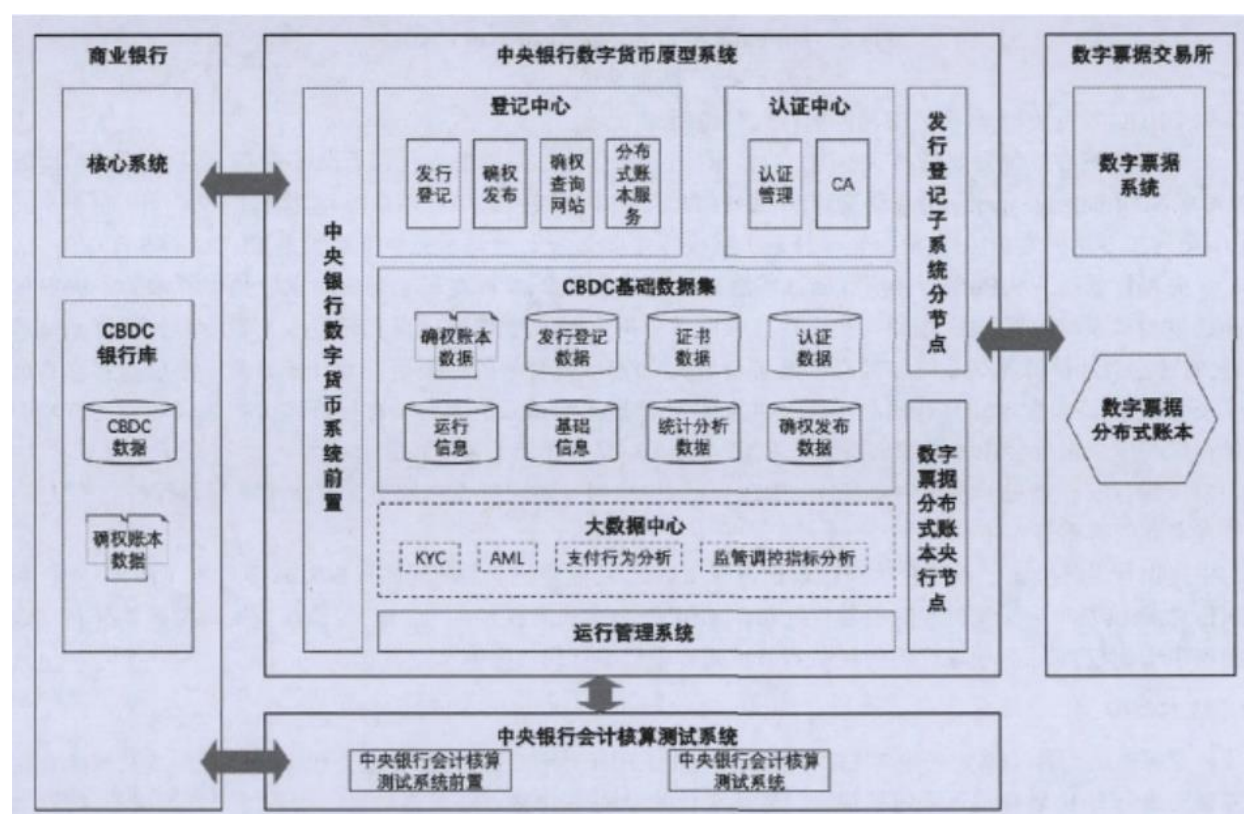 商业银行
核心系统
CBDC
银行库
CBDC
数据
确权账本
数据
中央银行数字货币原型系统
中央银行数字货币系统前置
登记中心
发行
登记
确权
发布
确权
查询
网站
分布
式账
本服
务
认证中心
认证
管理
CA
CBDC基础数据集
确权账本
数据
发行登记
数据
证书
数据
认证
数据
运行
信息
基础
信息
统计分析
数据
确权发布
数据
大数据中心
KYC
AML
支付行为分析
监管调控指标分析
运行管理系统
发行登记子系统分节点
数字
票据
分布
式账
本央
行节
点
数字票据交易所
数字票据
系统
数字票据
分布式账本
中央银行会计核算测试系统
中央银行会计核算
测试系统前置
中央银行会计核算
测试系统